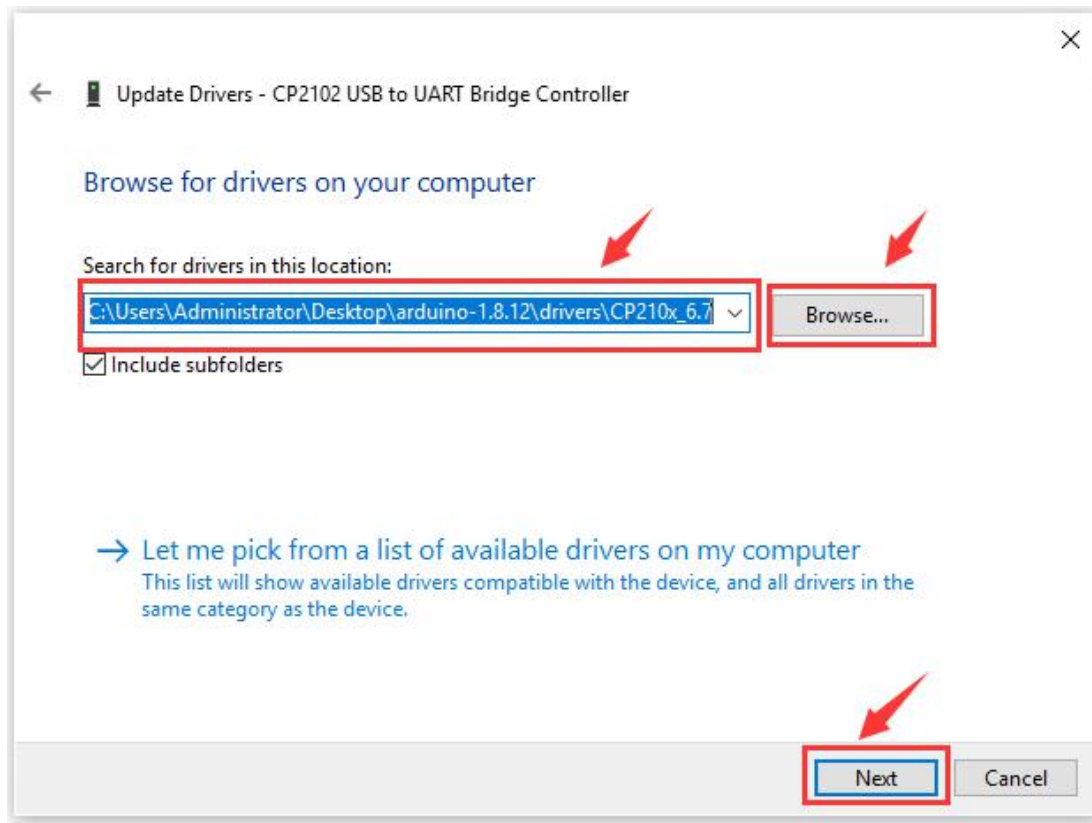 Update Drivers - CP2102 USB to UART Bridge Controller
Browse for drivers on your computer
Search for drivers in this location:
C:\Users\Administrator\Desktop\arduino-1.8.12\drivers\CP210x_6.7
Browse...
Include subfolders
Let me pick from a list of available drivers on my computer
This list will show available drivers compatible with the device, and all drivers in the
same category as the device.
Next
Cancel